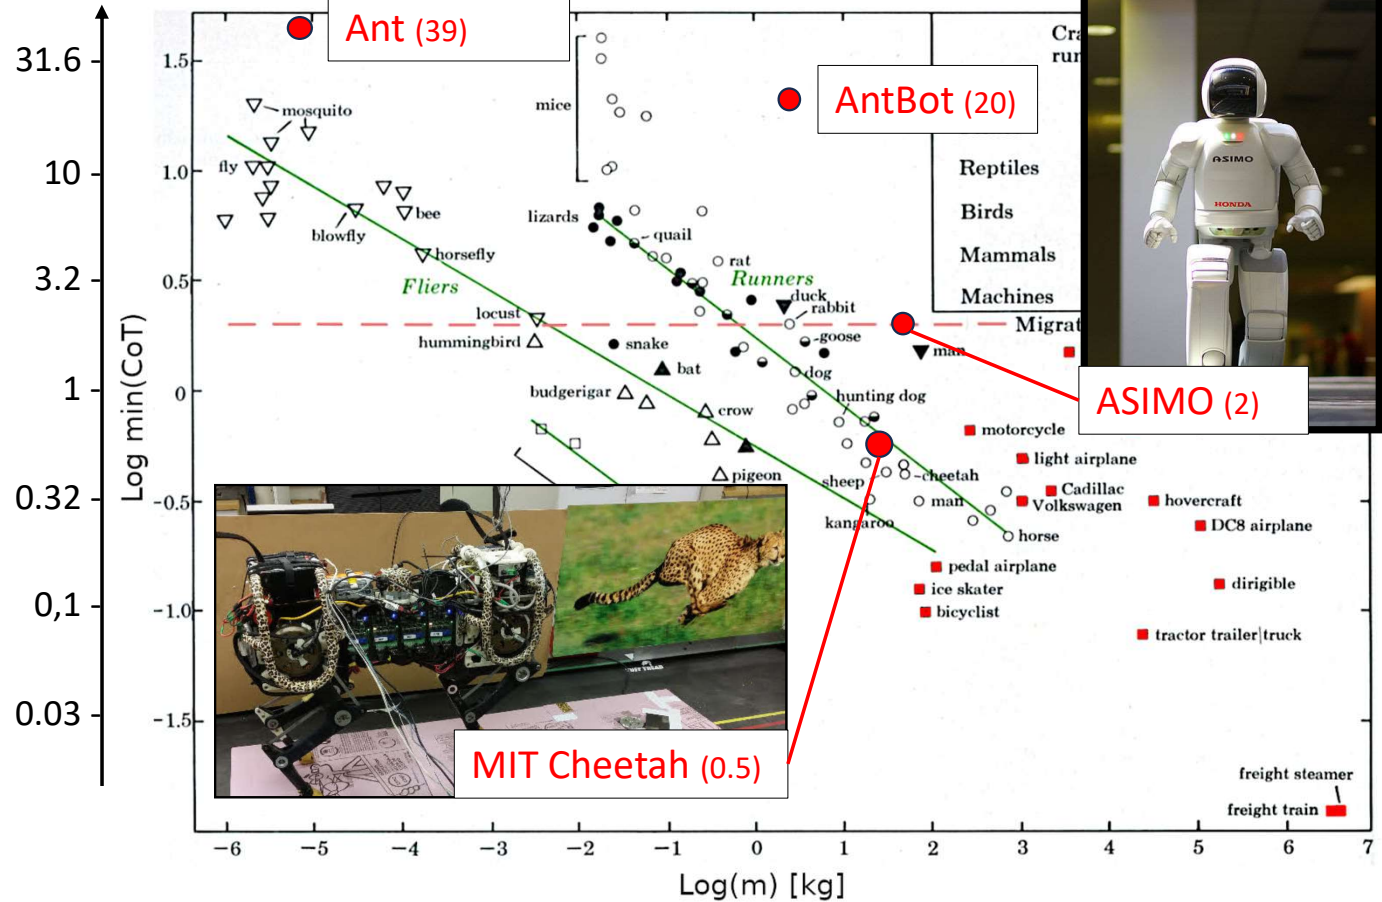 Ant (39)
31.6
1.5
Cra
run
AntBot (20)
mice
mosquito
ASIMO
HONDA
10
1.0
fly
Reptiles
bee
lizards
Birds
blowfly
quail
horsefly
rat
Mammals
3.2
0.5
Fliers
Runners
duck
Machines
locust
rabbit
Migrat
hummingbird
snake
goose
man
bat
dog
1
0
budgerigar
crow
hunting dog
ASIMO (2)
motorcycle
light airplane
pigeon
sheep
cheetah
Cadillac
0.32
-0.5
man
Volkswagen
hovercraft
kangaroo
DC8 airplane
horse
pedal airplane
dirigible
ice skater
0,1
-1.0
bicyclist
tractor trailer truck
0.03
-1.5
MIT Cheetah (0.5)
freight steamer
freight train
Log min(CoT)
-6 -5 -4 -3 -2 -1 0 1 2 3 4 5 6 7
Log(m) [kg]